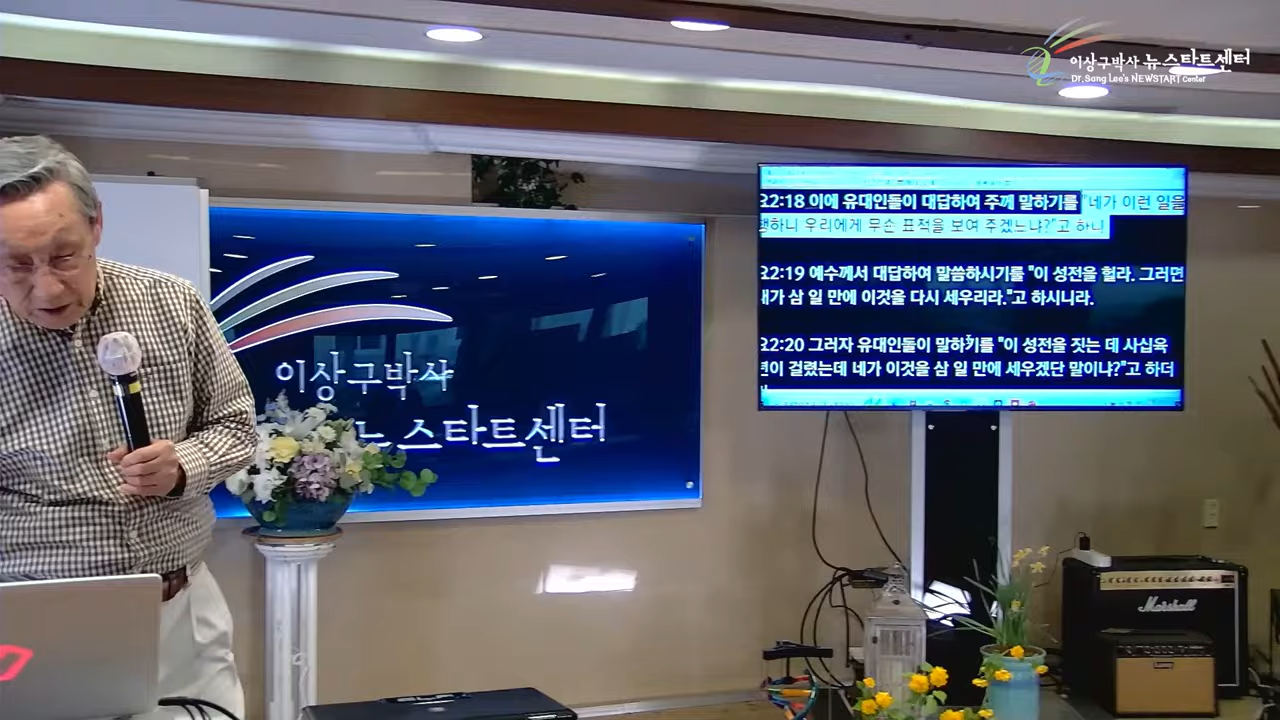 이상구박사 뉴스타트센터
Dr. Sang Lee's NEWSTART Center
2:18 이에 유대인들이 대답하여 주께 말하기를 "네가 이런 일을
행하니 우리에게 무슨 표적을 보여 주겠느냐?"고 하니
2:19 예수께서 대답하여 말씀하시기를 "이 성전을 헐라. 그러면
내가 삼 일 만에 이것을 다시 세우리라."고 하시니라.
2:20 그러자 유대인들이 말하기를 "이 성전을 짓는 데 사십육
년이 걸렸는데 네가 이것을 삼 일 만에 세우겠단 말이냐?"고 하더
이상구박사
뉴스타트센터
Marshall